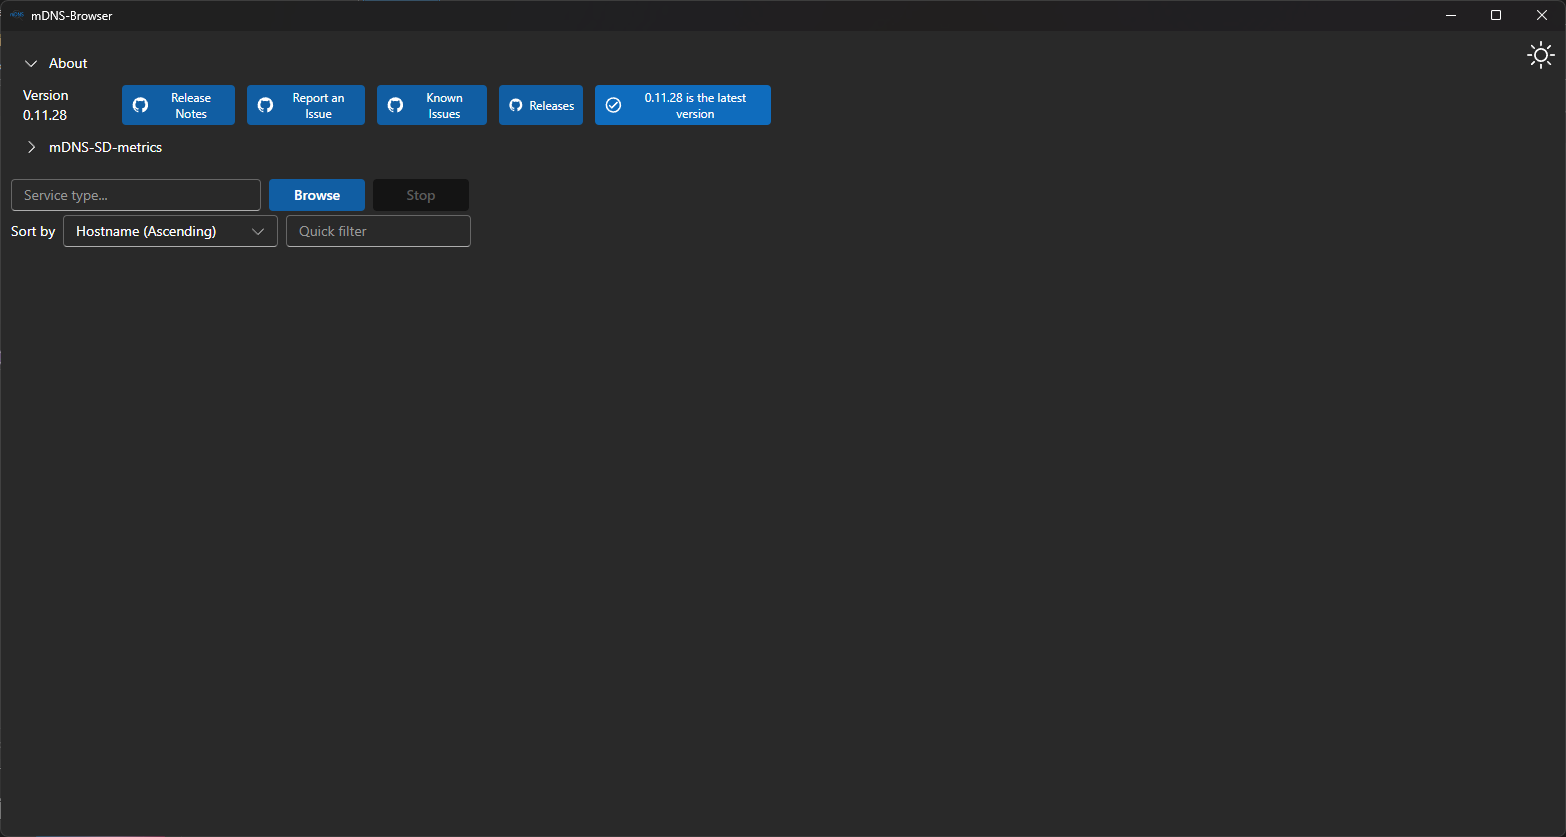 mDNS-Browser
About
Version
0.11.28
Release
Notes
Report an
Issue
Known
Issues
Releases
0.11.28 is the latest
version
mDNS-SD-metrics
Service type...
Browse
Stop
Sort by
Hostname (Ascending)
Quick filter